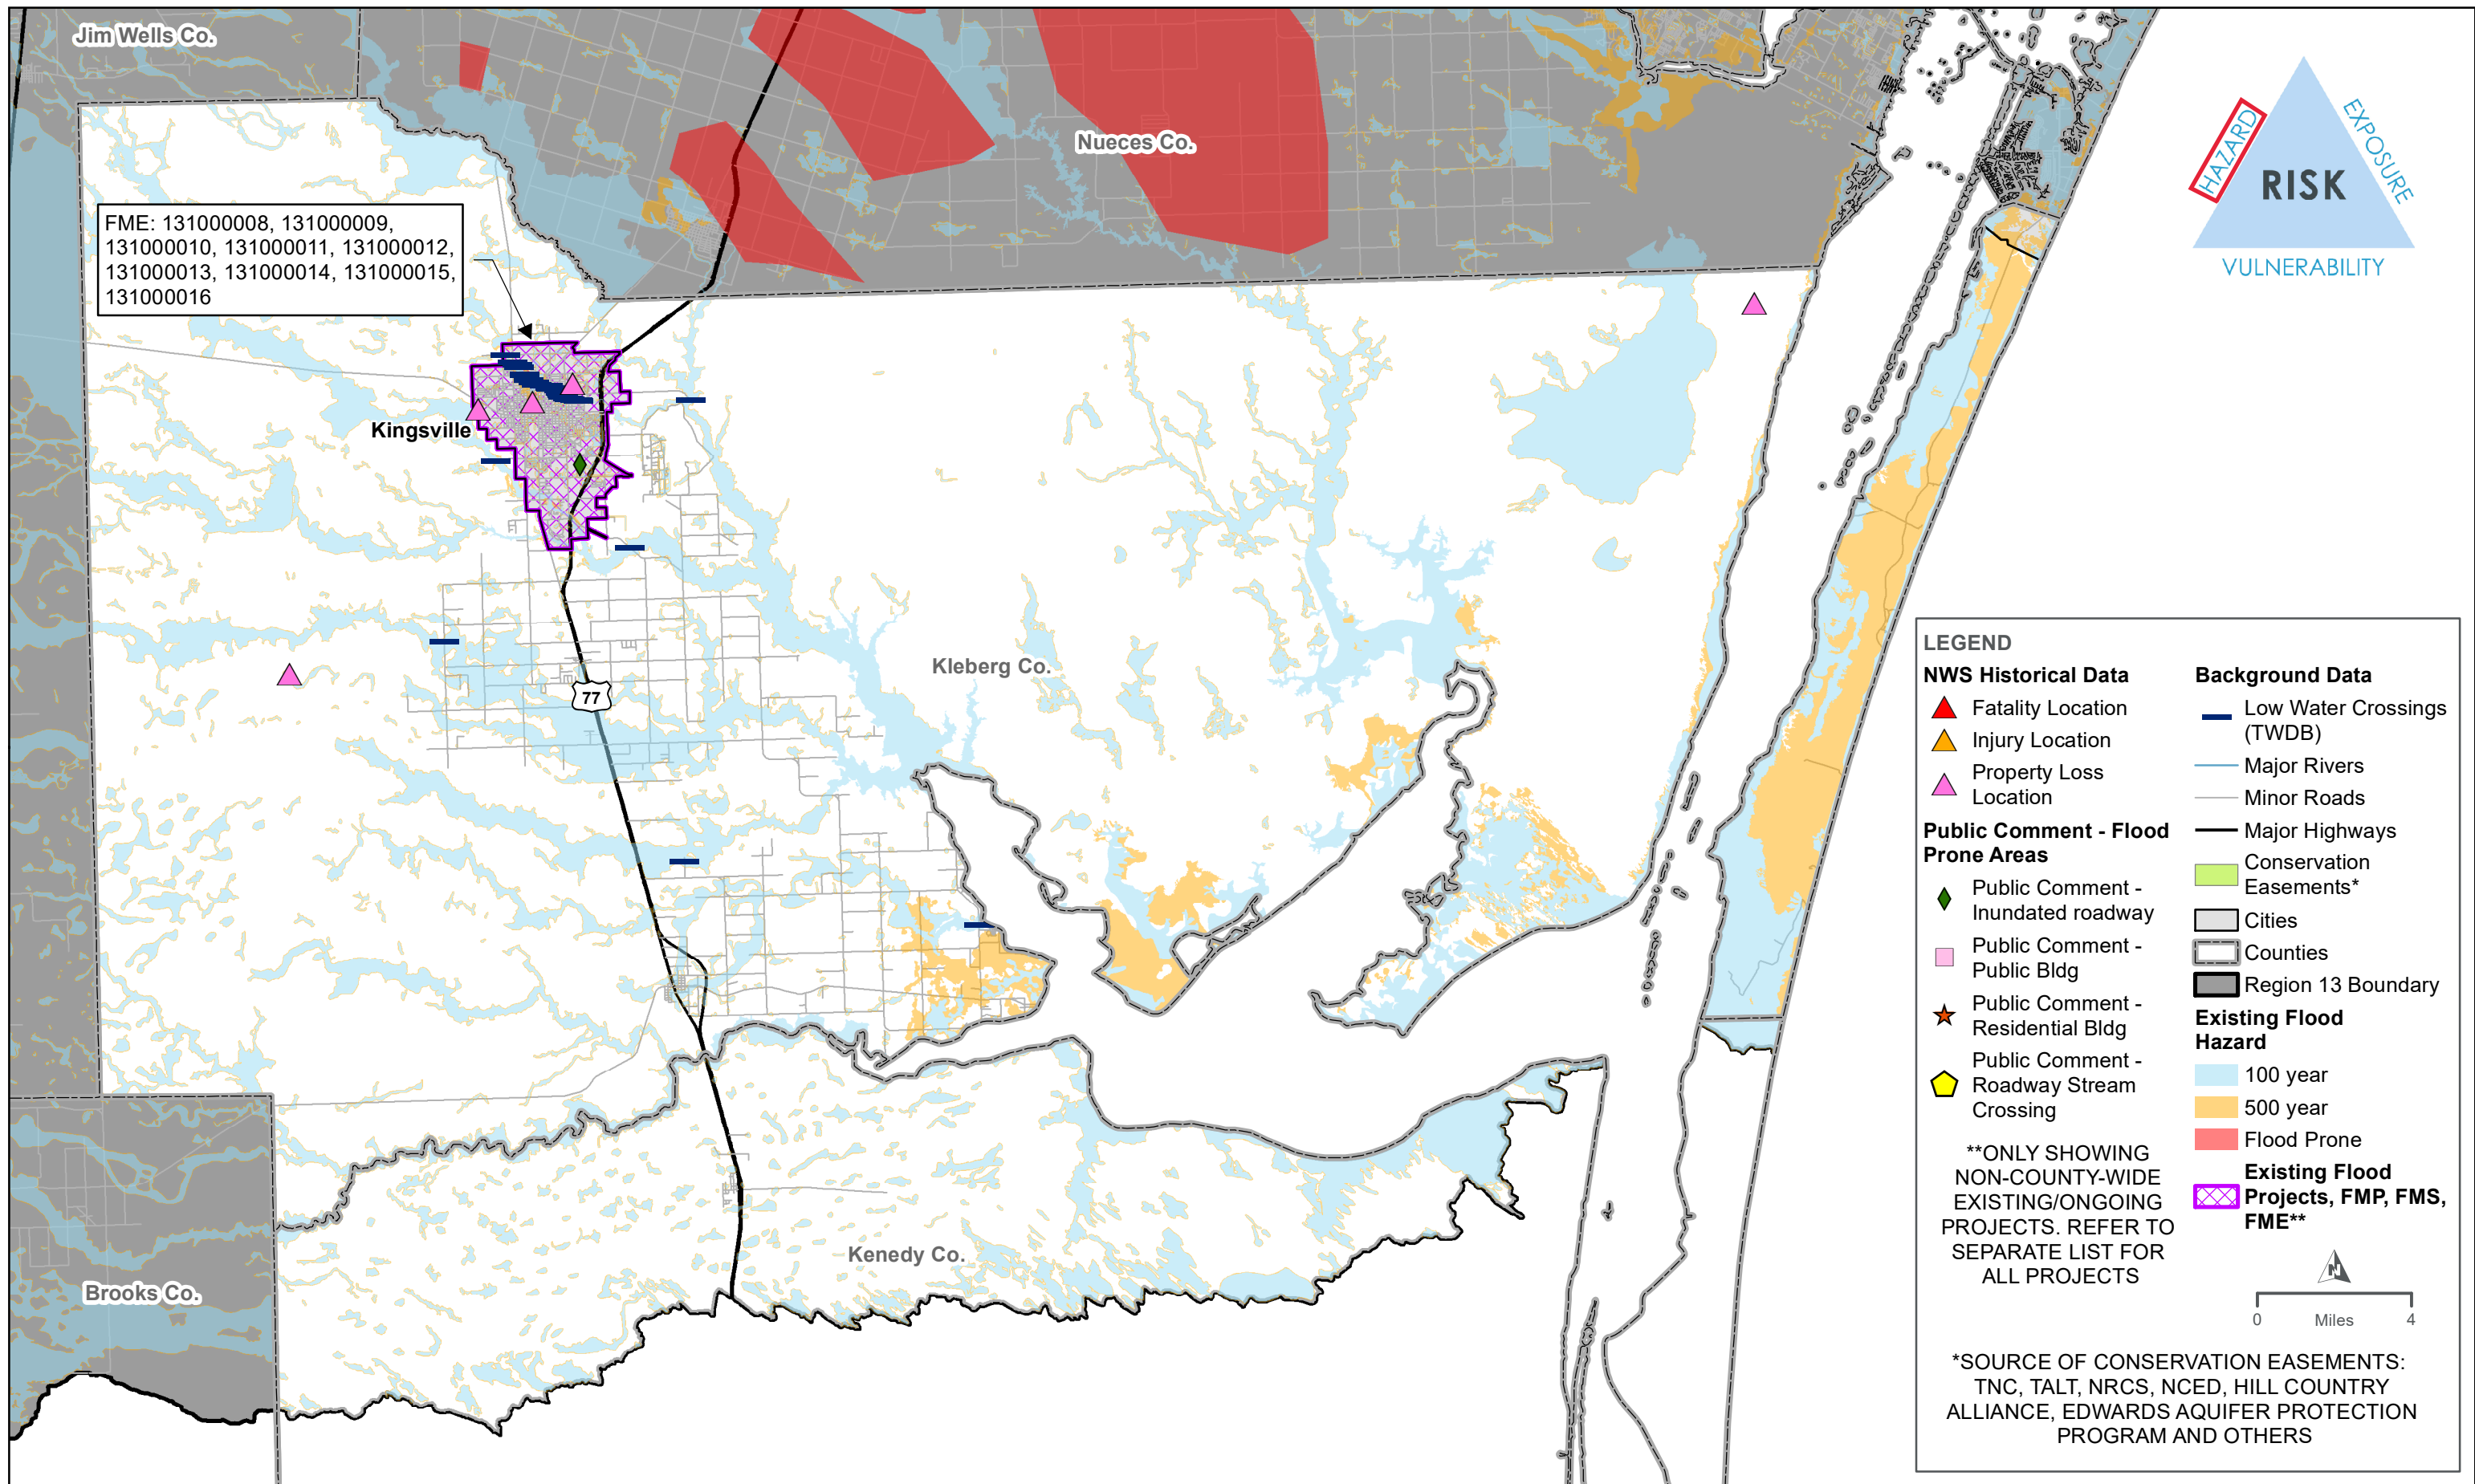 Jim Wells Co.
Nueces Co.
HAZARD
EXPOSURE
RISK
VULNERABILITY
FME: 131000008, 131000009,
131000010, 131000011, 131000012,
131000013, 131000014, 131000015,
131000016
Kingsville
77
Kleberg Co.
Kenedy Co.
Brooks Co.
LEGEND
NWS Historical Data
Fatality Location
Injury Location
Property Loss
Location
Public Comment - Flood
Prone Areas
Public Comment -
Inundated roadway
Public Comment -
Public Bldg
Public Comment -
Residential Bldg
Public Comment -
Roadway Stream
Crossing
**ONLY SHOWING
NON-COUNTY-WIDE
EXISTING/ONGOING
PROJECTS. REFER TO
SEPARATE LIST FOR
ALL PROJECTS
Background Data
Low Water Crossings
(TWDB)
Major Rivers
Minor Roads
Major Highways
Conservation
Easements*
Cities
Counties
Region 13 Boundary
Existing Flood
Hazard
100 year
500 year
Flood Prone
Existing Flood
Projects, FMP, FMS,
FME**
N
0 Miles 4
*SOURCE OF CONSERVATION EASEMENTS:
TNC, TALT, NRCS, NCED, HILL COUNTRY
ALLIANCE, EDWARDS AQUIFER PROTECTION
PROGRAM AND OTHERS